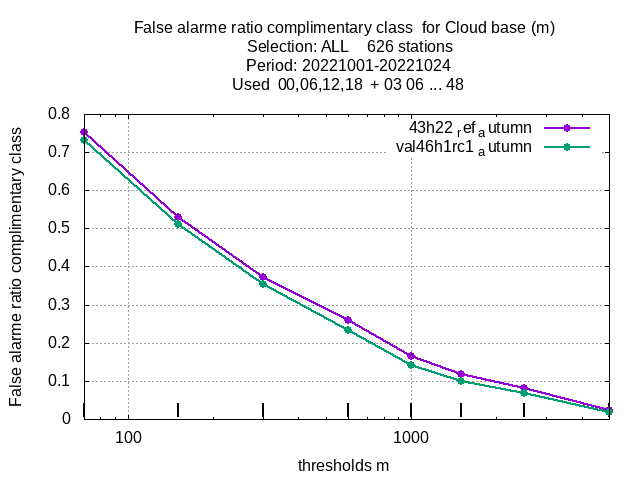 False alarme ratio complimentary class for Cloud base (m)
Selection: ALL 626 stations
Period: 20221001-20221024
Used 00,06,12,18 + 03 06 ... 48
43h22 ref autumn
val46h1rc1 autumn
False alarme ratio complimentary class
0.8
0.7
0.6
0.5
0.4
0.3
0.2
0.1
0
100
1000
thresholds m